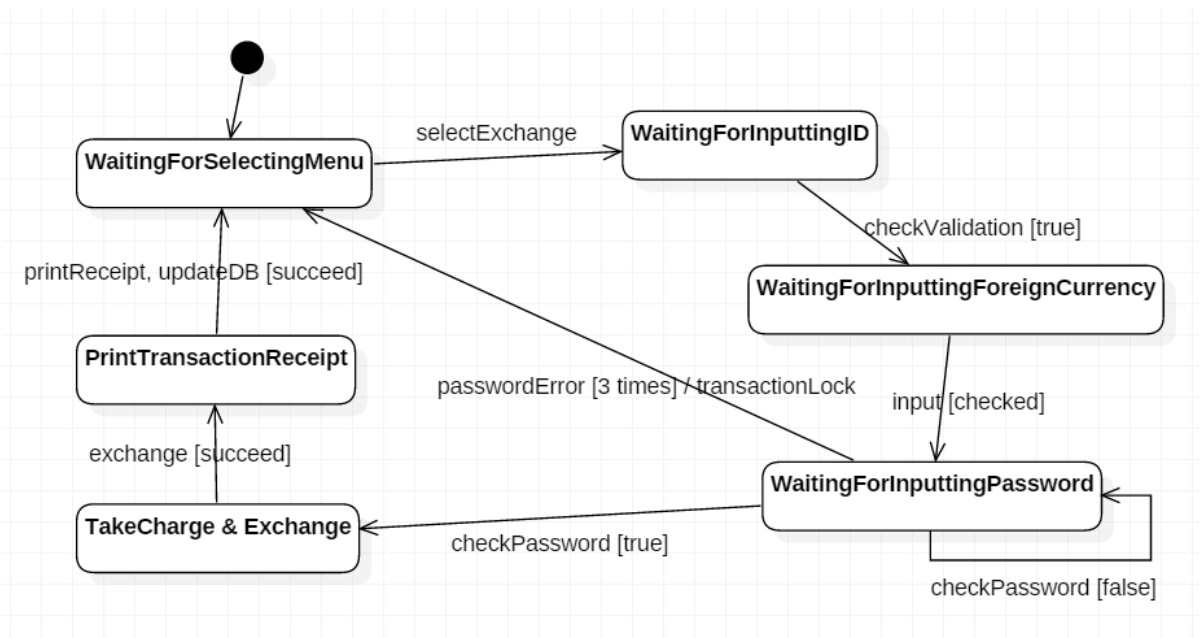 selectExchange
WaitingForInputtingID
WaitingForSelectingMenu
checkValidation [true]
printReceipt, updateDB [succeed]
WaitingForInputtingForeignCurrency
PrintTransactionReceipt
passwordError [3 times] / transactionLock
input [checked]
exchange [succeed]
WaitingForInputtingPassword
TakeCharge & Exchange
checkPassword [true]
checkPassword [false]